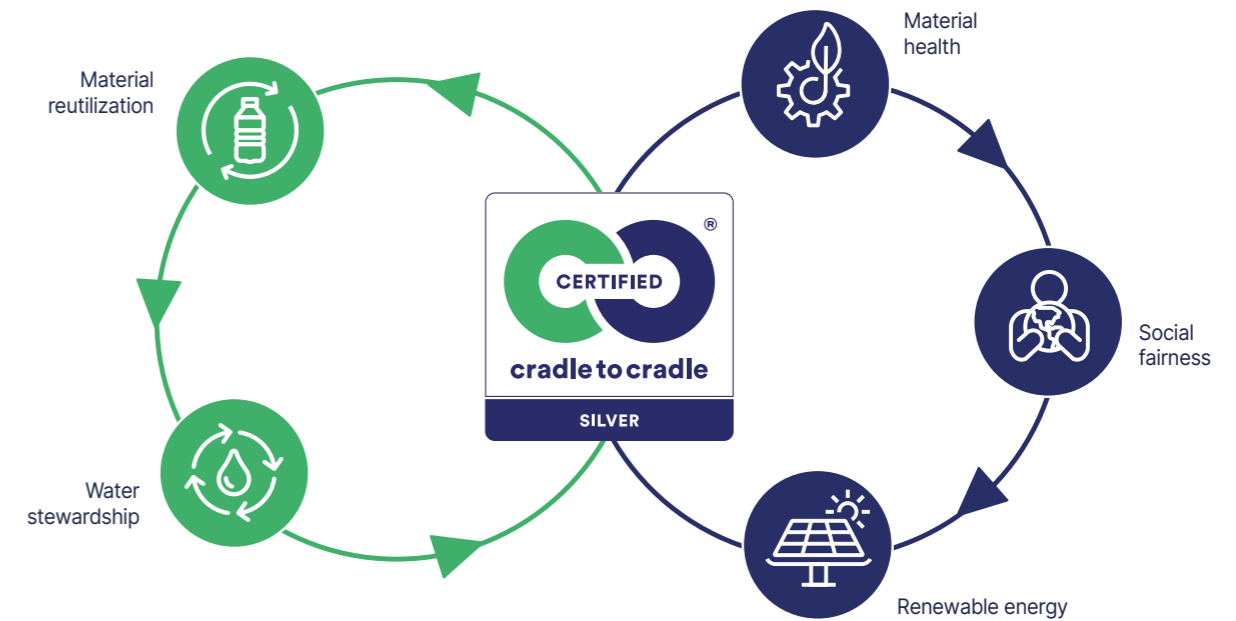 Material
reutilization
Material
health
®
CERTIFIED
cradle to cradle
SILVER
Social
fairness
Water
stewardship
Renewable energy